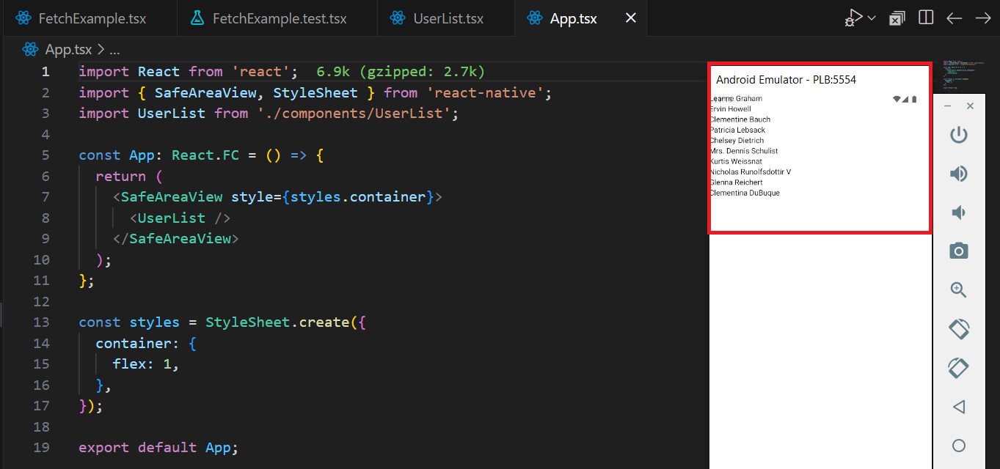 FetchExample.tsx FetchExample.test.tsx UserList.tsx App.tsx
App.tsx > ...
1 import React from 'react'; 6.9k (gzipped: 2.7k)
2 import { SafeAreaView, StyleSheet } from 'react-native';
3 import UserList from './components/UserList';
4
5 const App: React.FC = () => {
6 return (
7 <SafeAreaView style={styles.container}>
8 <UserList />
9 </SafeAreaView>
10 );
11 };
12
13 const styles = StyleSheet.create({
14 container: {
15 flex: 1,
16 },
17 });
18
19 export default App;
Android Emulator - PLB:5554
Leanne Graham
Ervin Howell
Clementine Bauch
Patricia Lebsack
Chelsey Dietrich
Mrs. Dennis Schulist
Kurtis Weissnat
Nicholas Runolfsdottir V
Glenna Reichert
Clementina DuBuque